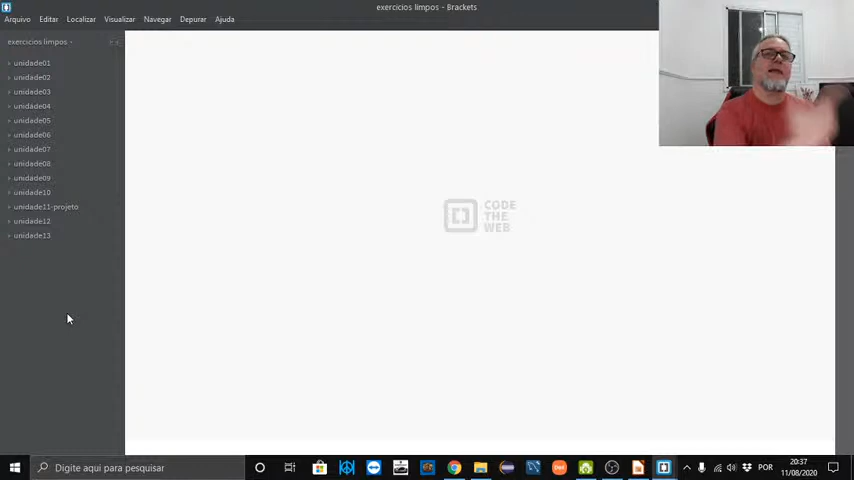 exercicios limpos - Brackets
Arquivo Editar Localizar Visualizar Navegar Depurar Ajuda
exercicios limpos
unidade01
unidade02
unidade03
unidade04
unidade05
unidade06
unidade07
unidade08
unidade09
unidade10
unidade11-projeto
unidade12
unidade13
CODE
THE
WEB
Digite aqui para pesquisar
POR
20:37
11/08/2020